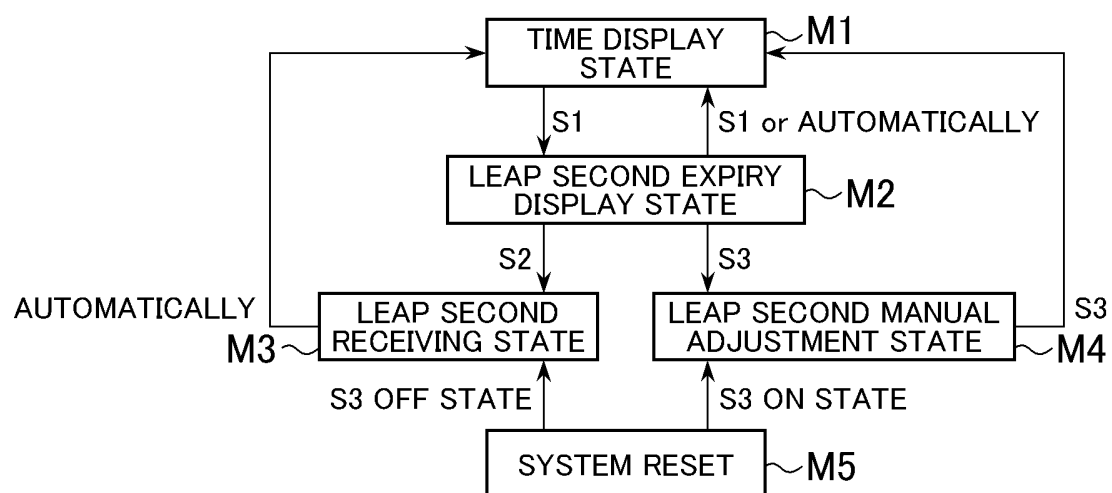 TIME DISPLAY
STATE
M1
S1
S1 or AUTOMATICALLY
LEAP SECOND EXPIRY
DISPLAY STATE
M2
S2
S3
AUTOMATICALLY
LEAP SECOND
RECEIVING STATE
M3
LEAP SECOND MANUAL
ADJUSTMENT STATE
S3
M4
S3 OFF STATE
S3 ON STATE
SYSTEM RESET
M5